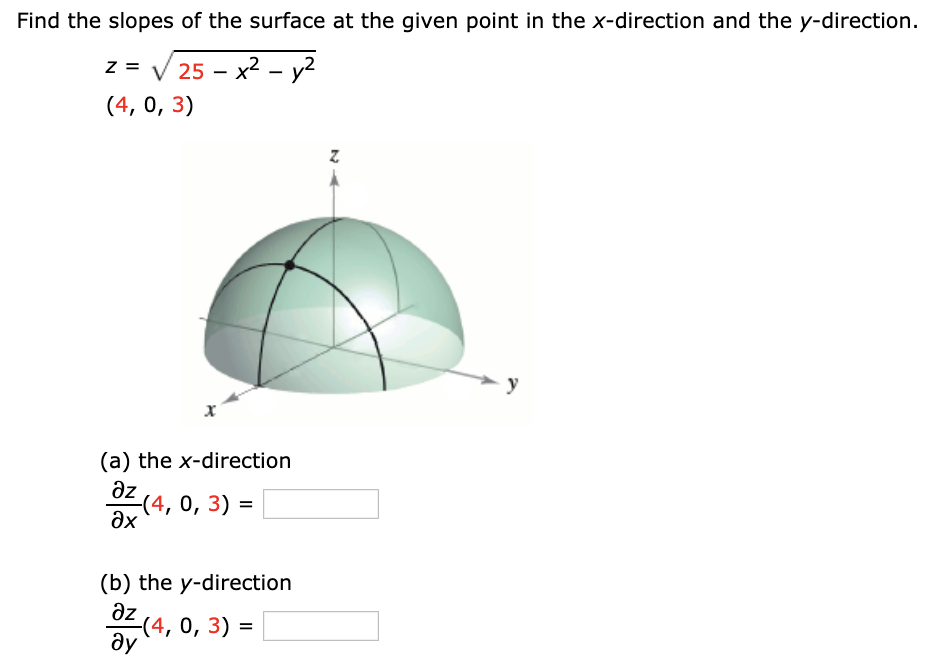 Find the slopes of the surface at the given point in the x-direction and the y-direction.
z = √25 − x² − y²
(4, 0, 3)
z
y
x
(a) the x-direction
∂z/∂x (4, 0, 3) =
(b) the y-direction
∂z/∂y (4, 0, 3) =